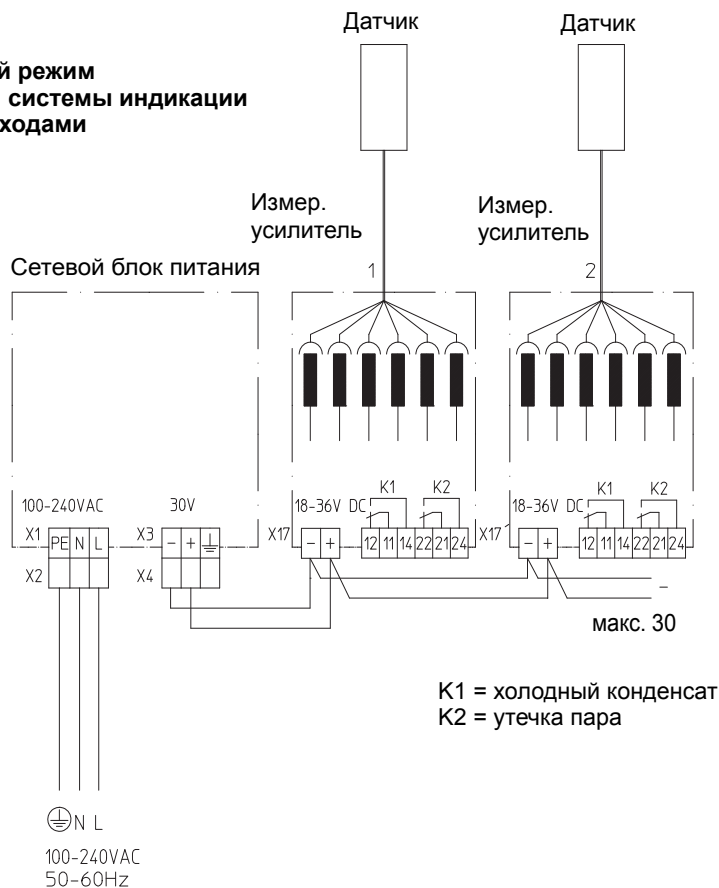 Датчик
Датчик
й режим
системы индикации
ходами
Измер.
усилитель
Измер.
усилитель
Сетевой блок питания
1
2
100-240VAC
30V
18-36V DC
K1
K2
18-36V DC
K1
K2
X1
PE N L
X3
- + ⏚
X17
- +
12 11 14 22 21 24
X17
- +
12 11 14 22 21 24
X2
X4
-
макс. 30
K1 = холодный конденсат
K2 = утечка пара
N L
100-240VAC
50-60Hz